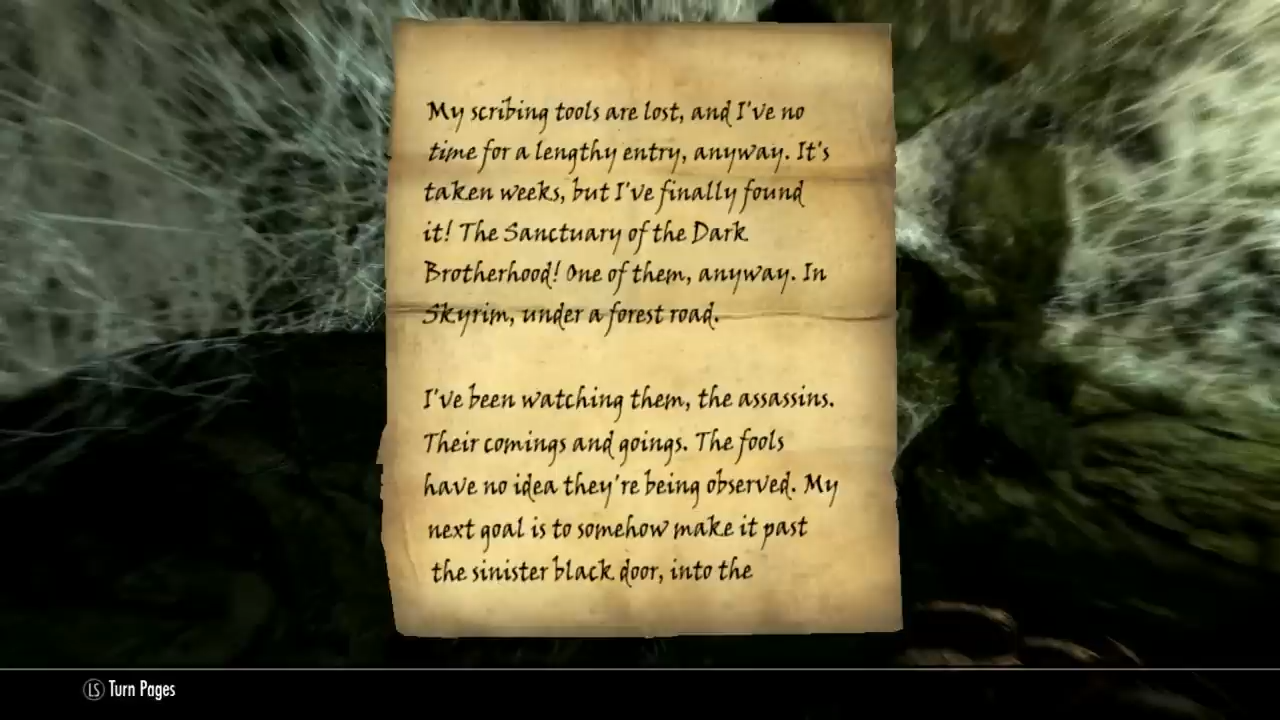 My scribing tools are lost, and I've no
time for a lengthy entry, anyway. It's
taken weeks, but I've finally found
it! The Sanctuary of the Dark
Brotherhood! One of them, anyway. In
Skyrim, under a forest road.
I've been watching them, the assassins.
Their comings and goings. The fools
have no idea they're being observed. My
next goal is to somehow make it past
the sinister black door, into the
LS Turn Pages